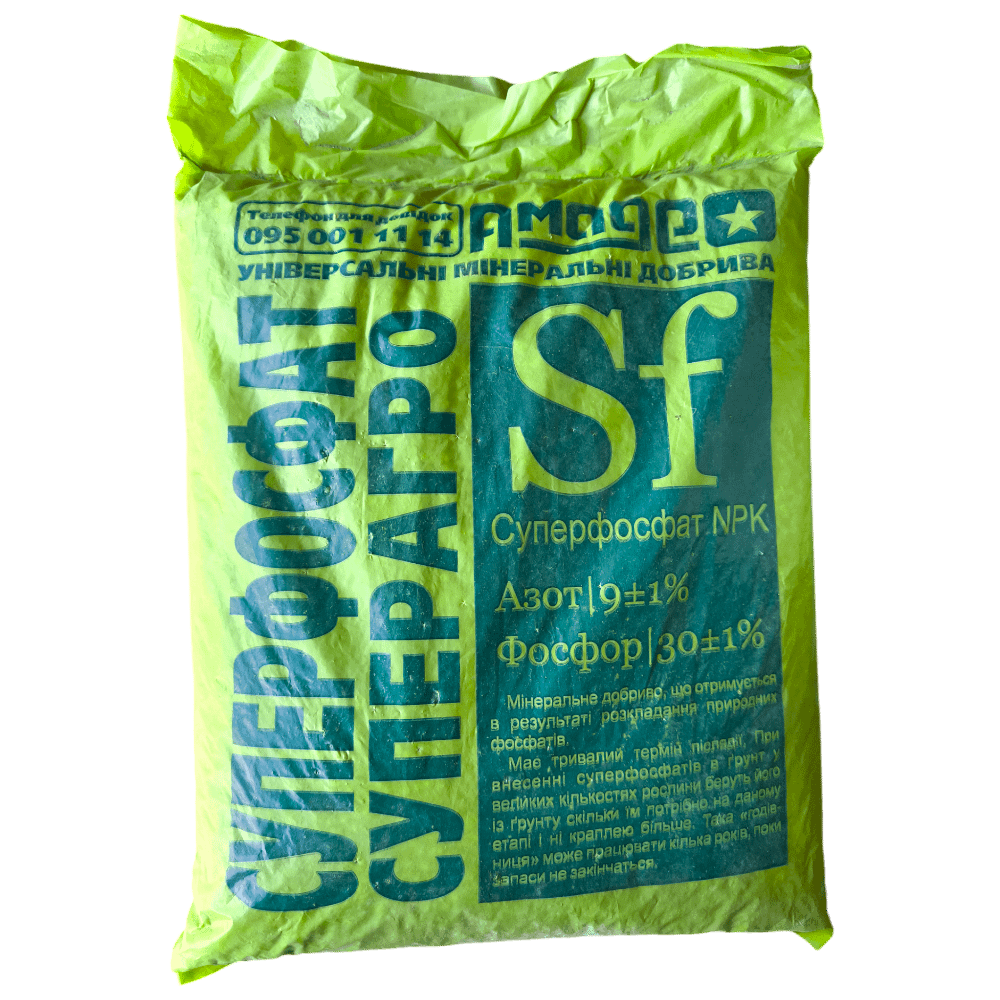 Телефон для довідок
095 001 11 14
АМАДЕО
УНІВЕРСАЛЬНІ МІНЕРАЛЬНІ ДОБРИВА
СУПЕРФОСФАТ
СУПЕРАГРО
Sf
Суперфосфат NPK
Азот|9±1%
Фосфор|30±1%
Мінеральне добриво, що отримується
в результаті розкладання природних
фосфатів.
Має тривалий термін післядії. При
внесенні суперфосфатів в ґрунт у
великих кількостях рослини беруть його
із ґрунту скільки їм потрібно на даному
етапі і ні краплею більше. Така «годів-
ниця» може працювати кілька років, поки
запаси не закінчаться.